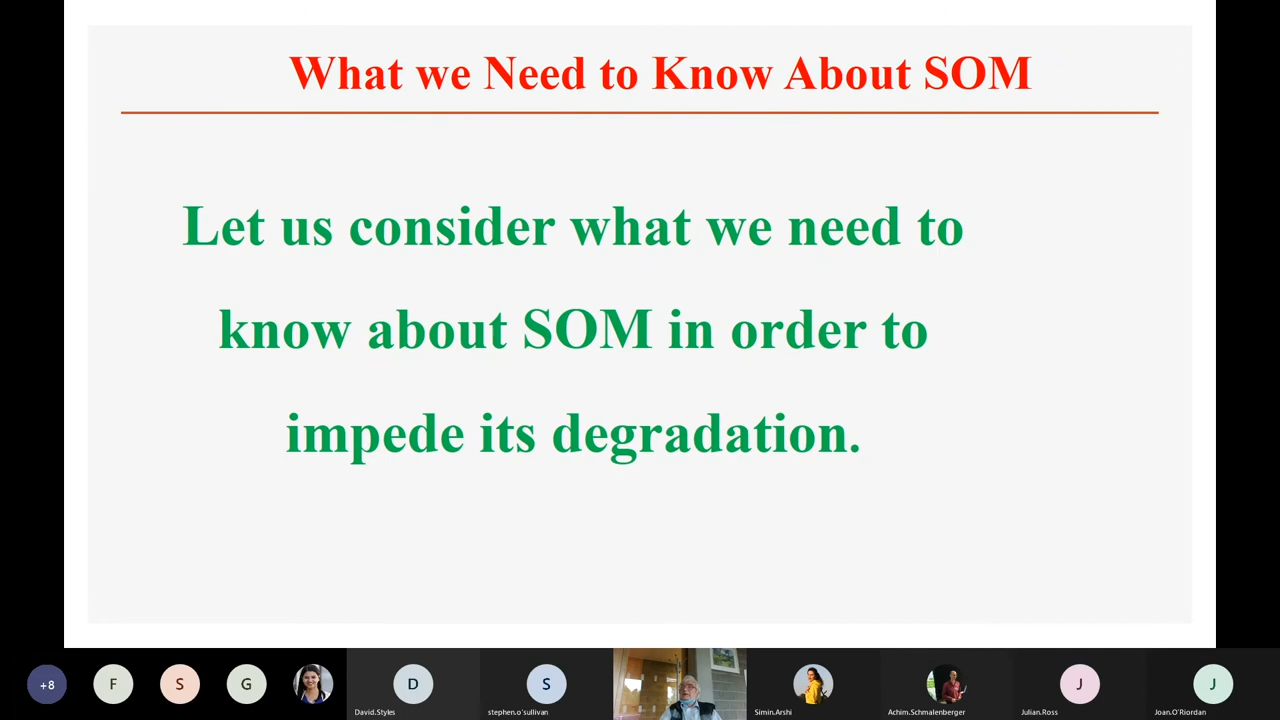 What we Need to Know About SOM
Let us consider what we need to
know about SOM in order to
impede its degradation.
+8
F
S
G
D
David.Styles
S
stephen.o'sullivan
Simin.Arshi
Achim.Schmalenberger
J
Julian.Ross
J
Joan.O'Riordan